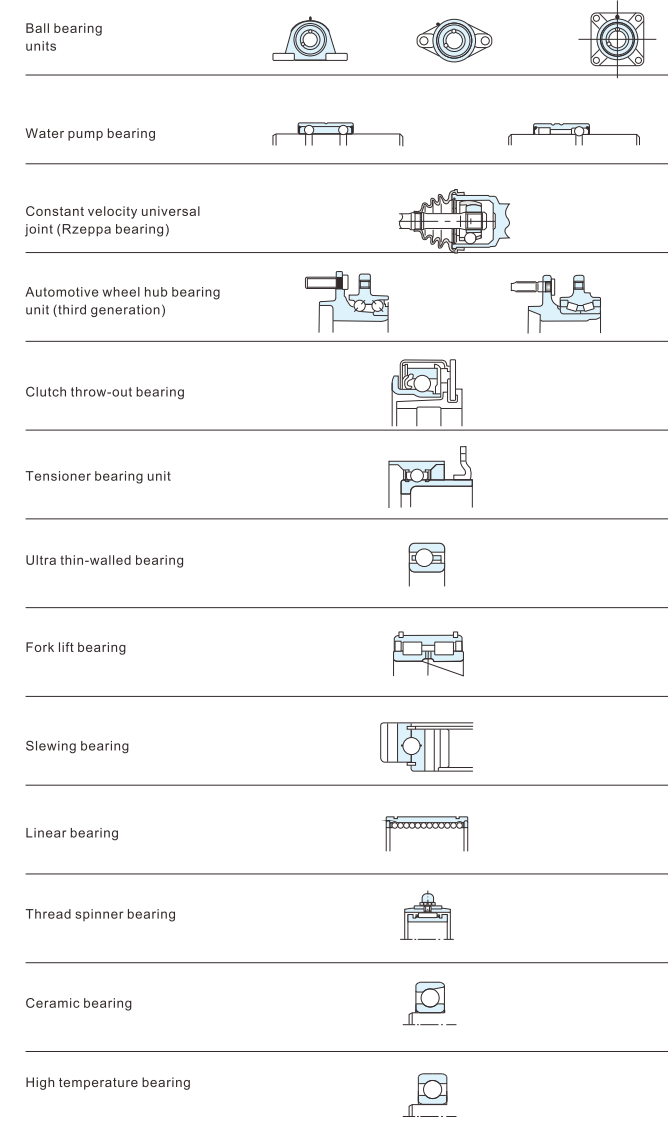 Ball bearing
units
Water pump bearing
Constant velocity universal
joint (Rzeppa bearing)
Automotive wheel hub bearing
unit (third generation)
Clutch throw-out bearing
Tensioner bearing unit
Ultra thin-walled bearing
Fork lift bearing
Slewing bearing
Linear bearing
Thread spinner bearing
Ceramic bearing
High temperature bearing